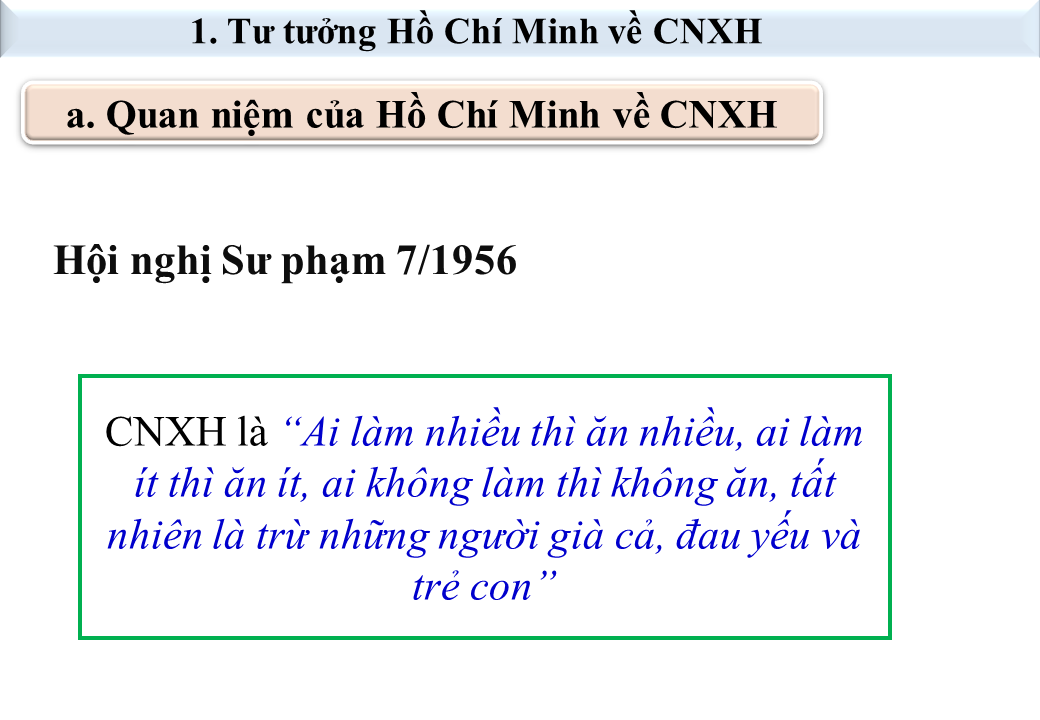 1. Tư tưởng Hồ Chí Minh về CNXH
a. Quan niệm của Hồ Chí Minh về CNXH
Hội nghị Sư phạm 7/1956
CNXH là “Ai làm nhiều thì ăn nhiều, ai làm
ít thì ăn ít, ai không làm thì không ăn, tất
nhiên là trừ những người già cả, đau yếu và
trẻ con”